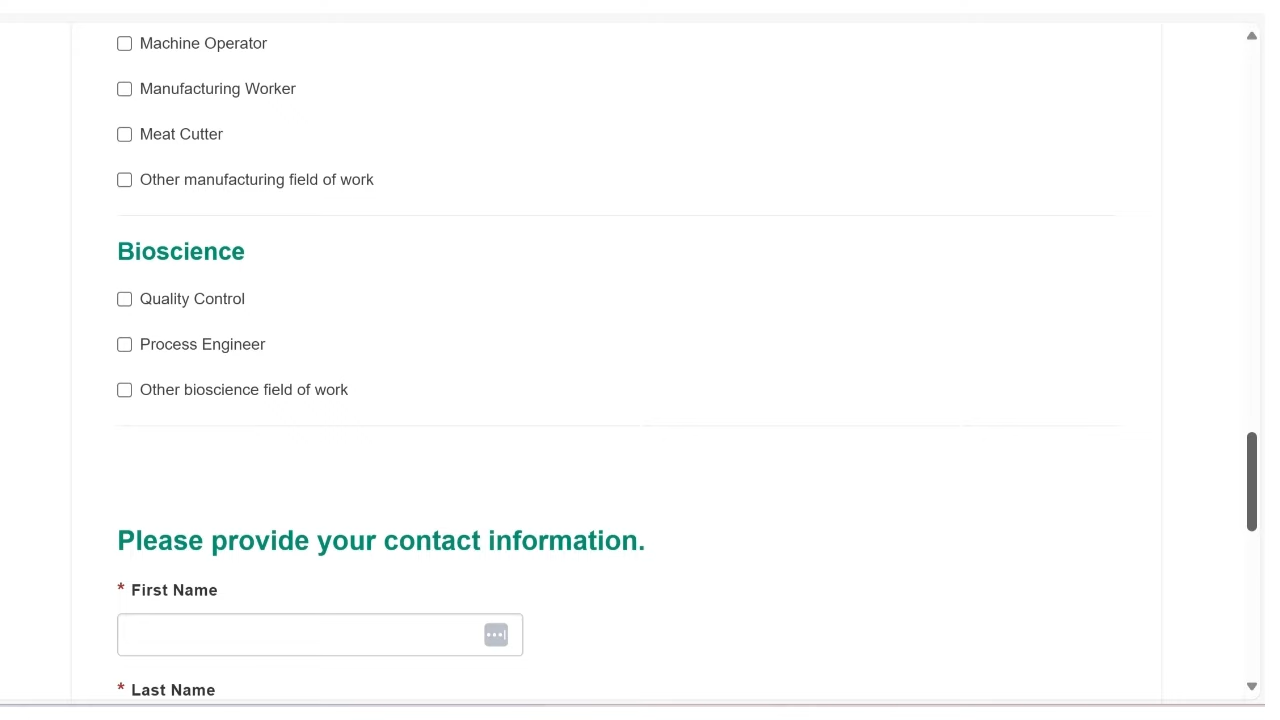 Machine Operator
Manufacturing Worker
Meat Cutter
Other manufacturing field of work
Bioscience
Quality Control
Process Engineer
Other bioscience field of work
Please provide your contact information.
* First Name
* Last Name